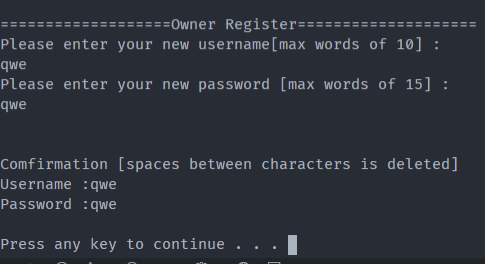 ===================Owner Register====================
Please enter your new username[max words of 10] :
qwe
Please enter your new password [max words of 15] :
qwe
Comfirmation [spaces between characters is deleted]
Username :qwe
Password :qwe
Press any key to continue . . .